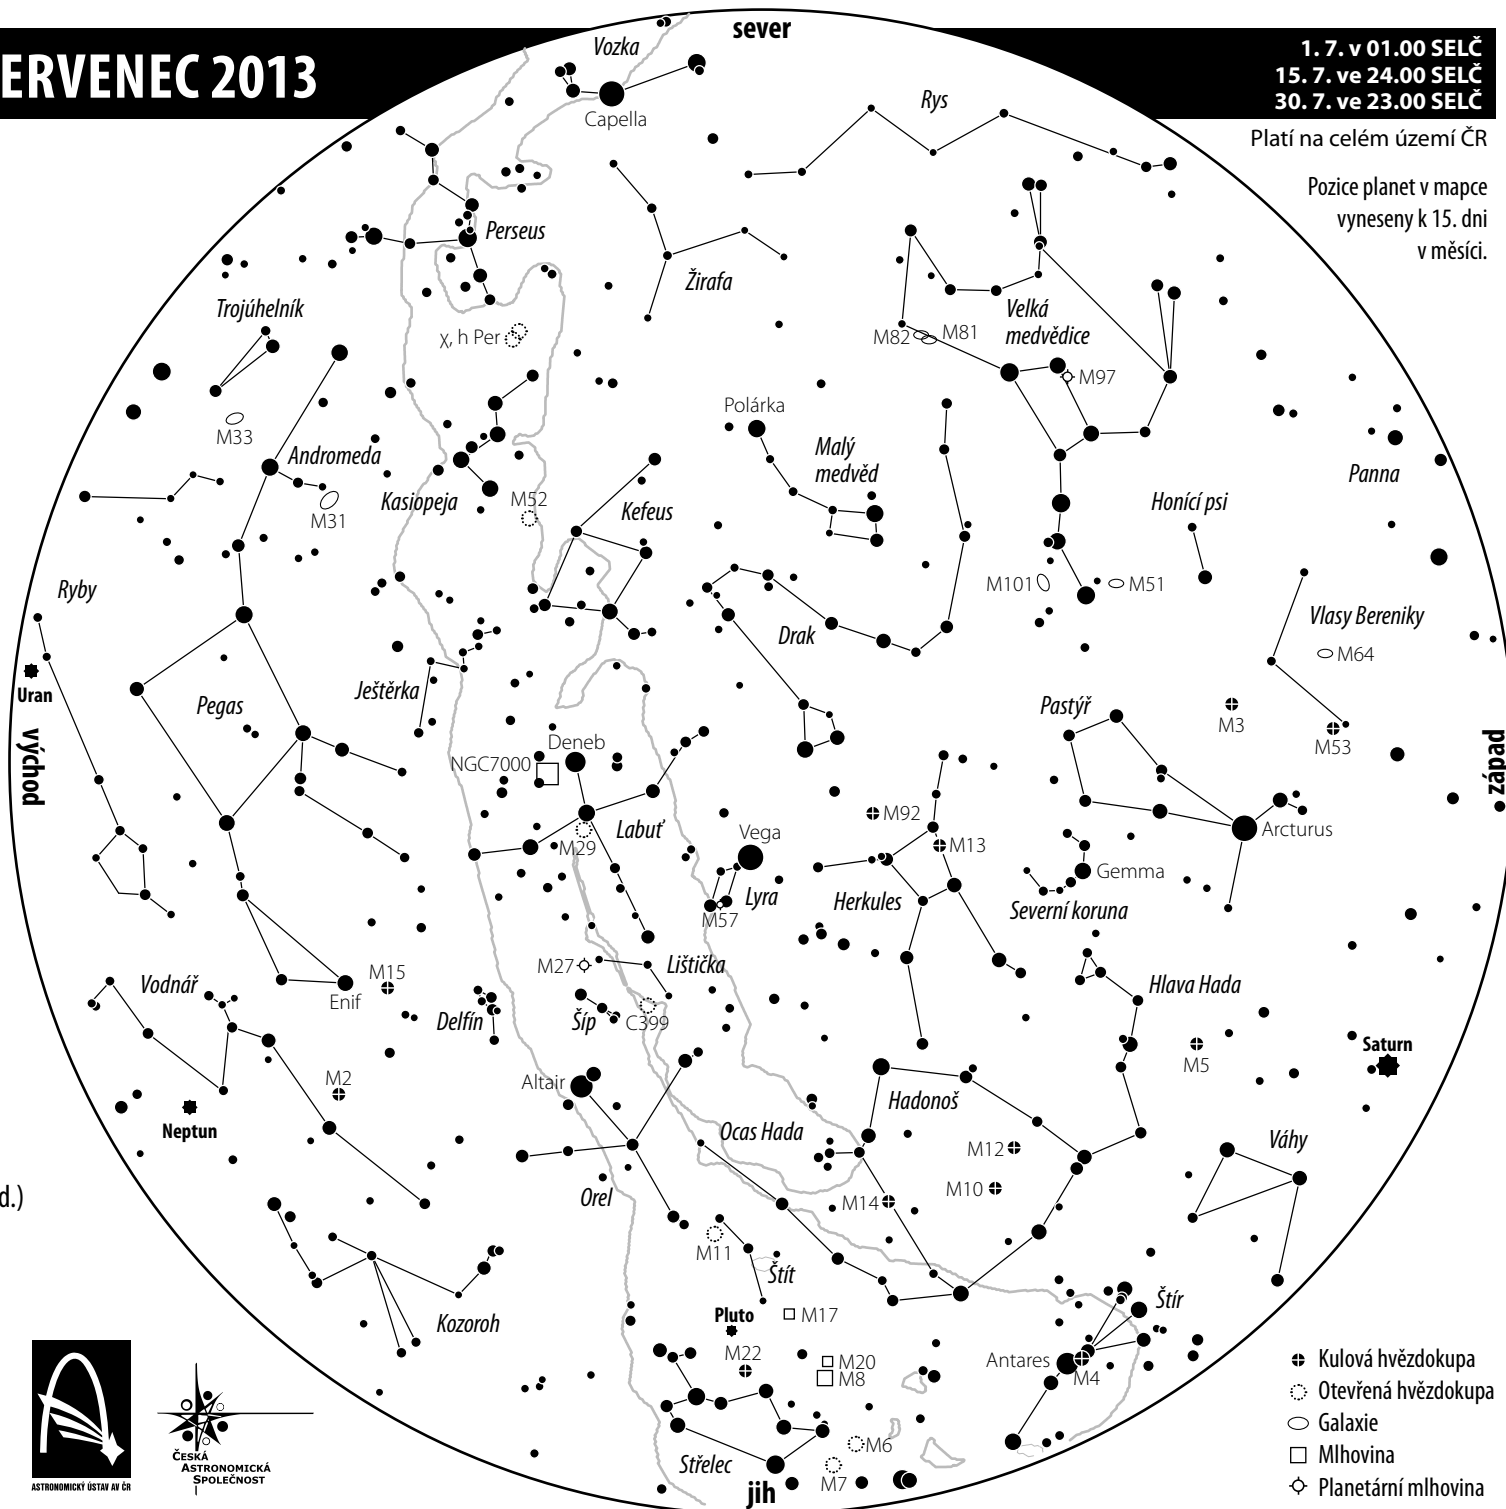 ERVENEC 2013
1. 7. v 01.00 SELČ
15. 7. ve 24.00 SELČ
30. 7. ve 23.00 SELČ
Platí na celém území ČR
Pozice planet v mapce
vyneseny k 15. dni
v měsíci.
sever
Vozka
Capella
Rys
Perseus
Žirafa
Trojúhelník
χ, h Per
Velká
medvědice
M82
M81
M97
M33
Andromeda
M31
Kasiopeja
M52
Kefeus
Polárka
Malý
medvěd
Panna
Honící psi
M101
M51
Ryby
Drak
Vlasy Bereniky
M64
Uran
Ještěrka
Pegas
Pastýř
M3
M53
východ
západ
Deneb
NGC7000
Labuť
M29
Vega
M92
M13
Arcturus
Gemma
Lyra
M57
Herkules
Severní koruna
M27
Lištička
M15
Enif
Vodnář
Delfín
Šíp
C399
Hlava Hada
Saturn
M5
M2
Altair
Neptun
Hadonoš
Ocas Hada
M12
Váhy
M10
M14
Orel
d.)
M11
Štít
Kozoroh
Pluto
M17
Štír
M22
M20
M8
Antares
M4
Střelec
M6
M7
jih
Kulová hvězdokupa
Otevřená hvězdokupa
Galaxie
Mlhovina
Planetární mlhovina
ASTRONOMICKÝ ÚSTAV AV ČR
ČESKÁ
ASTRONOMICKÁ
SPOLEČNOST